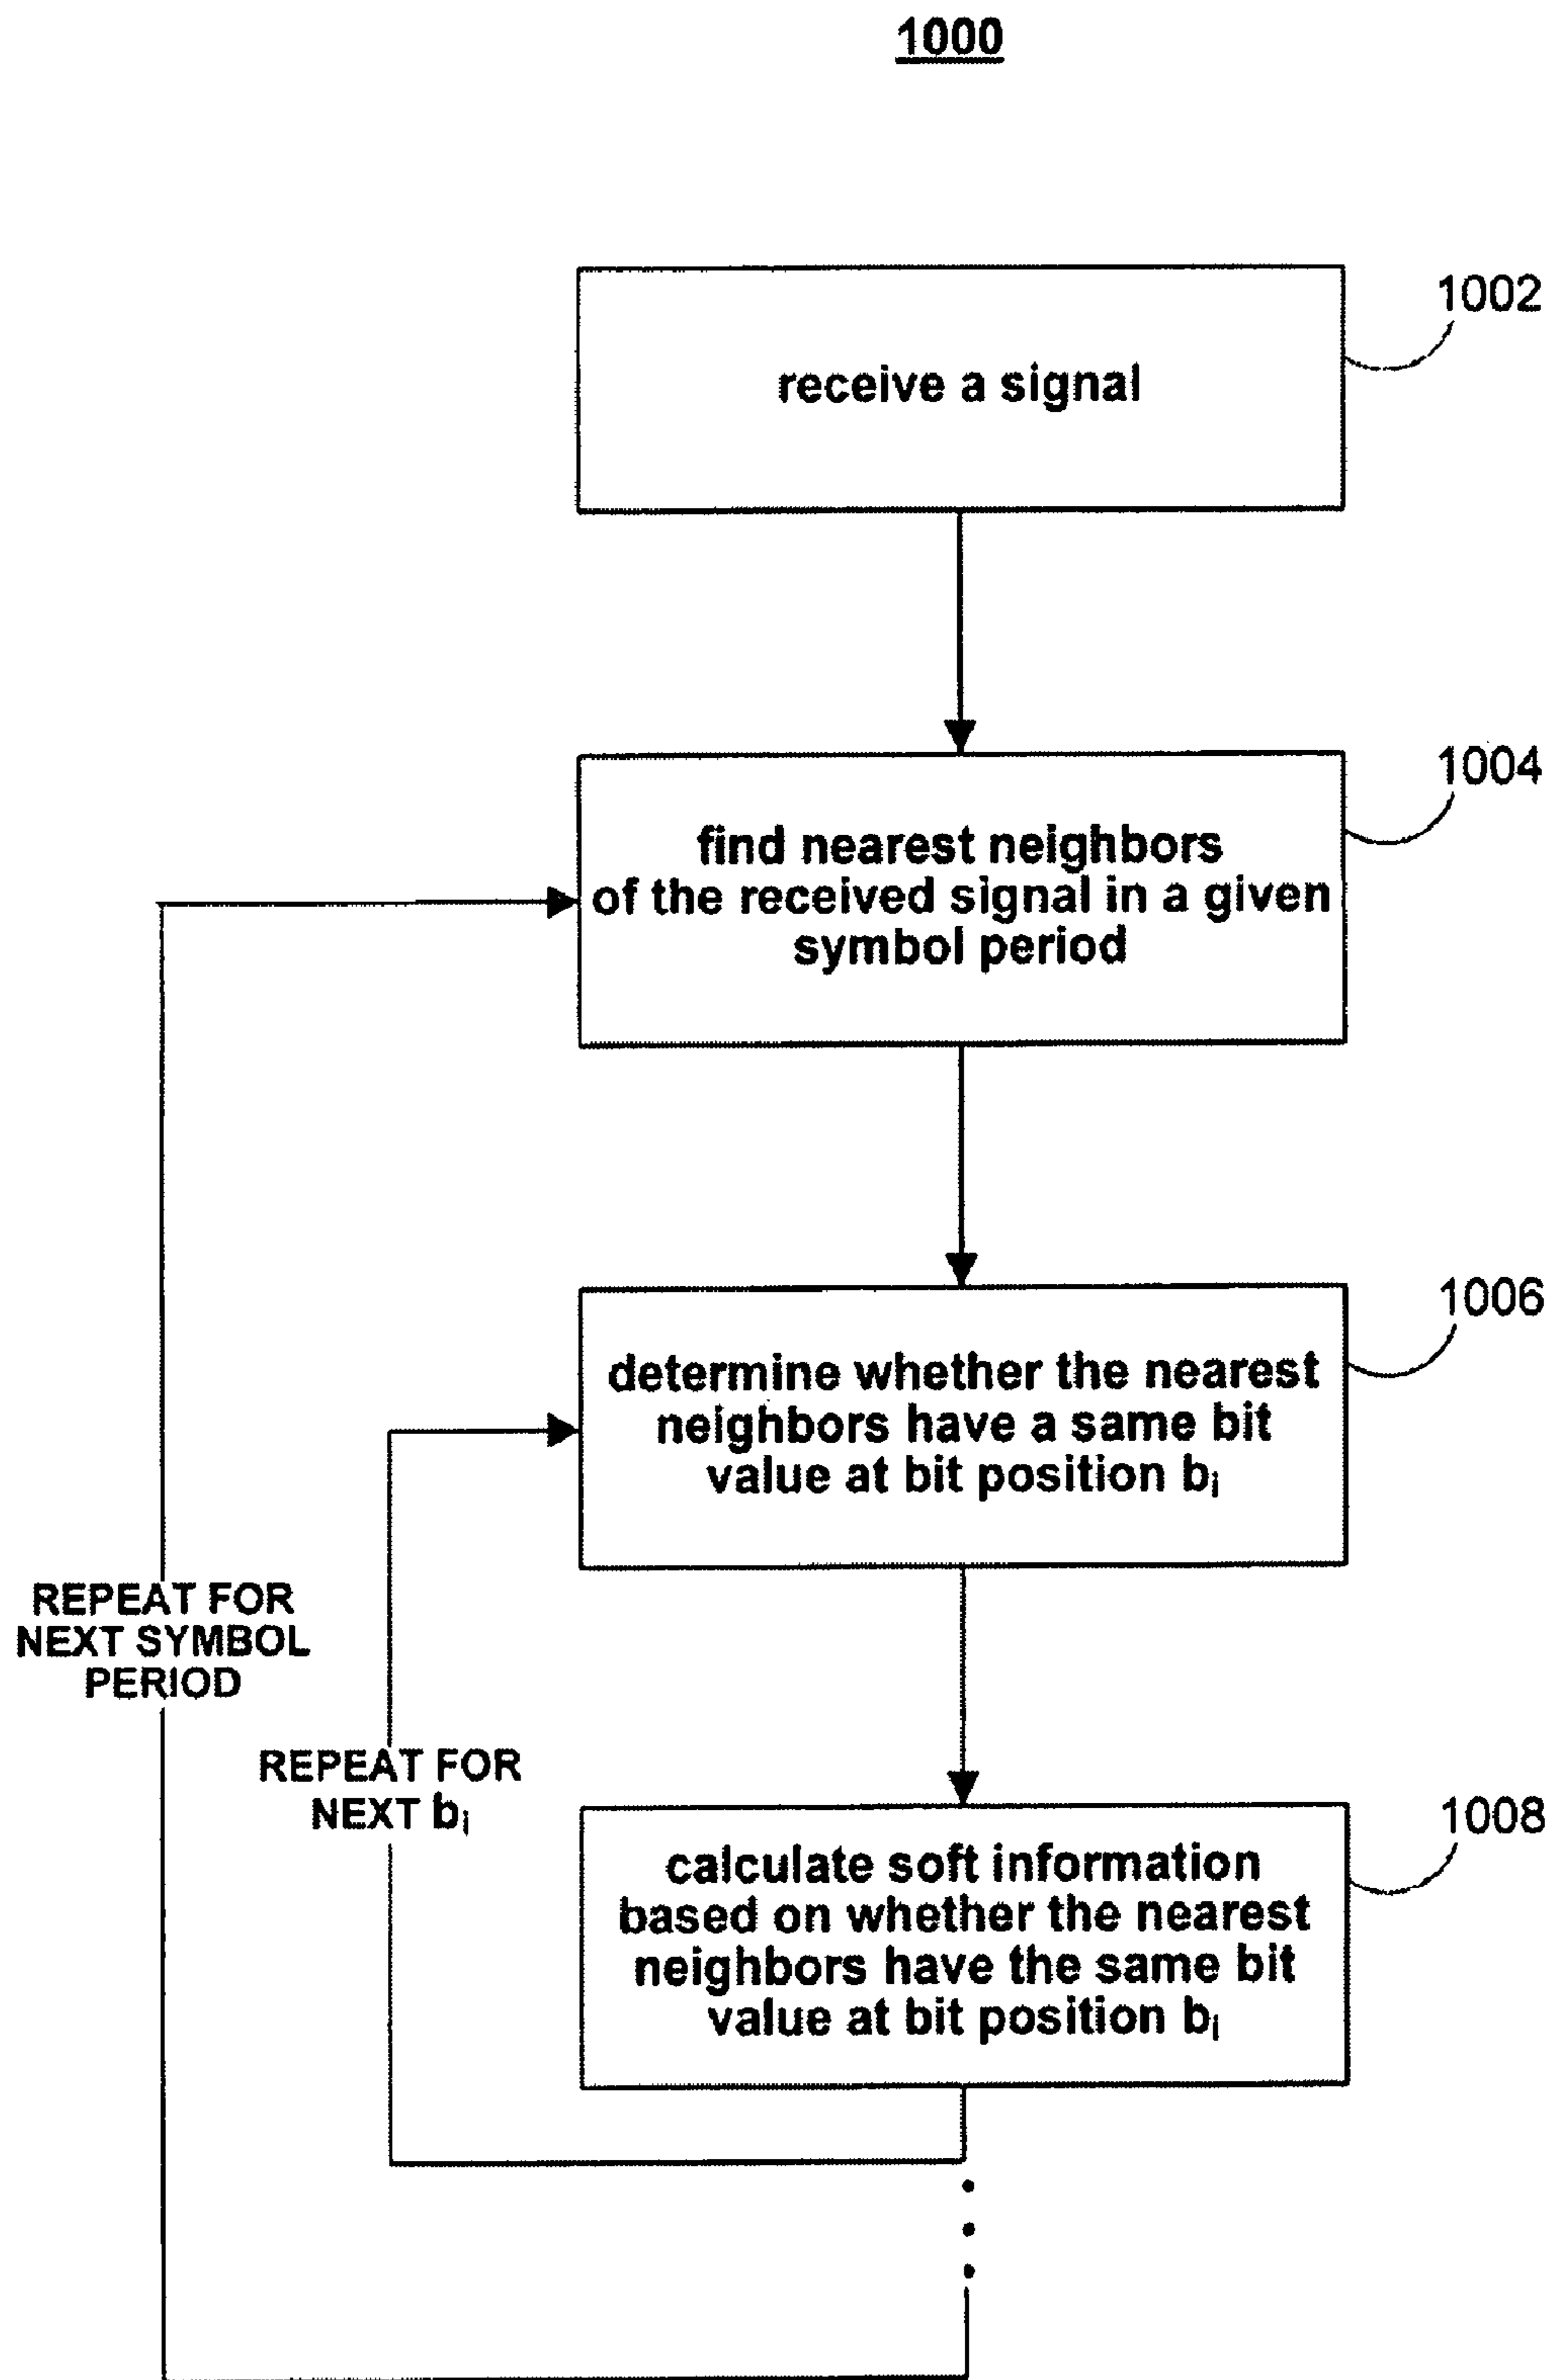 1000
1002
receive a signal
1004
find nearest neighbors
of the received signal in a given
symbol period
1006
determine whether the nearest
neighbors have a same bit
value at bit position bi
REPEAT FOR
NEXT SYMBOL
PERIOD
REPEAT FOR
NEXT bi
1008
calculate soft information
based on whether the nearest
neighbors have the same bit
value at bit position bi